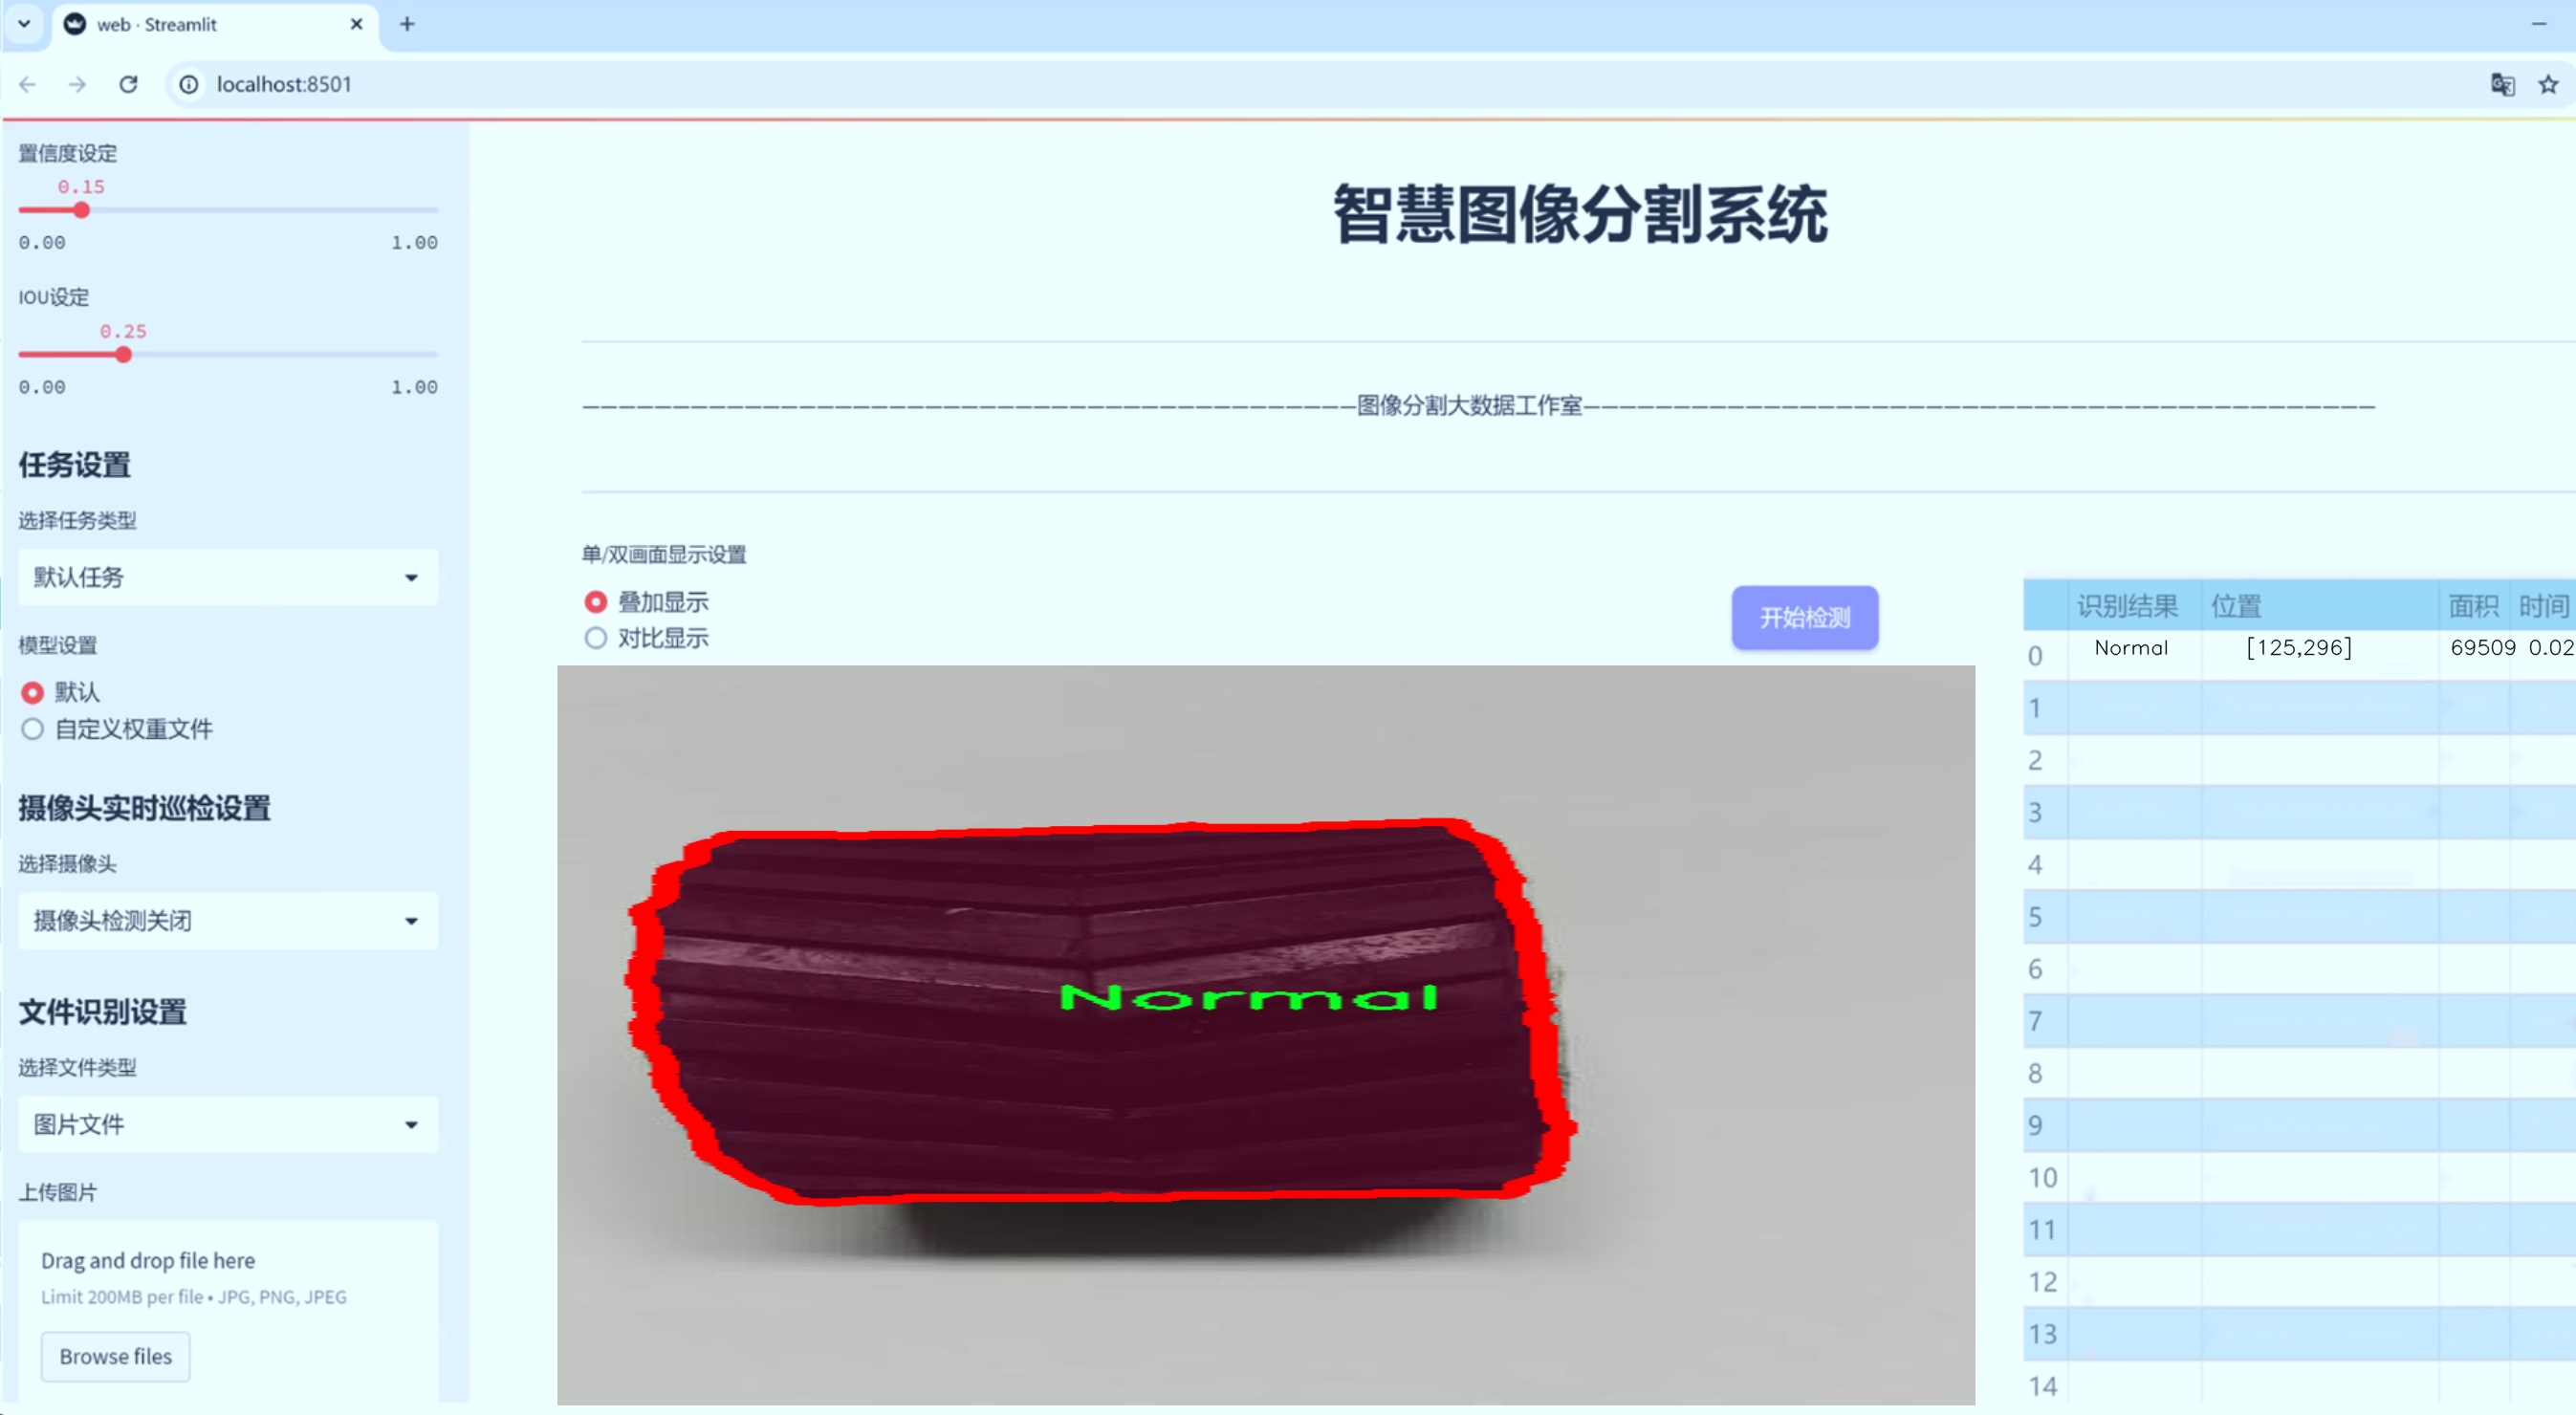 web · Streamlit
localhost:8501
置信度设定
0.15
0.00 1.00
IOU设定
0.25
0.00 1.00
任务设置
选择任务类型
默认任务
模型设置
默认
自定义权重文件
摄像头实时巡检设置
选择摄像头
摄像头检测关闭
文件识别设置
选择文件类型
图片文件
上传图片
Drag and drop file here
Limit 200MB per file • JPG, PNG, JPEG
Browse files
智慧图像分割系统
———————————————————————————————————————————图像分割大数据工作室————————————————————————————————————————————
单/双画面显示设置
叠加显示
对比显示
开始检测
Normal
识别结果 位置 面积 时间
0 Normal [125,296] 69509 0.02
1
2
3
4
5
6
7
8
9
10
11
12
13
14